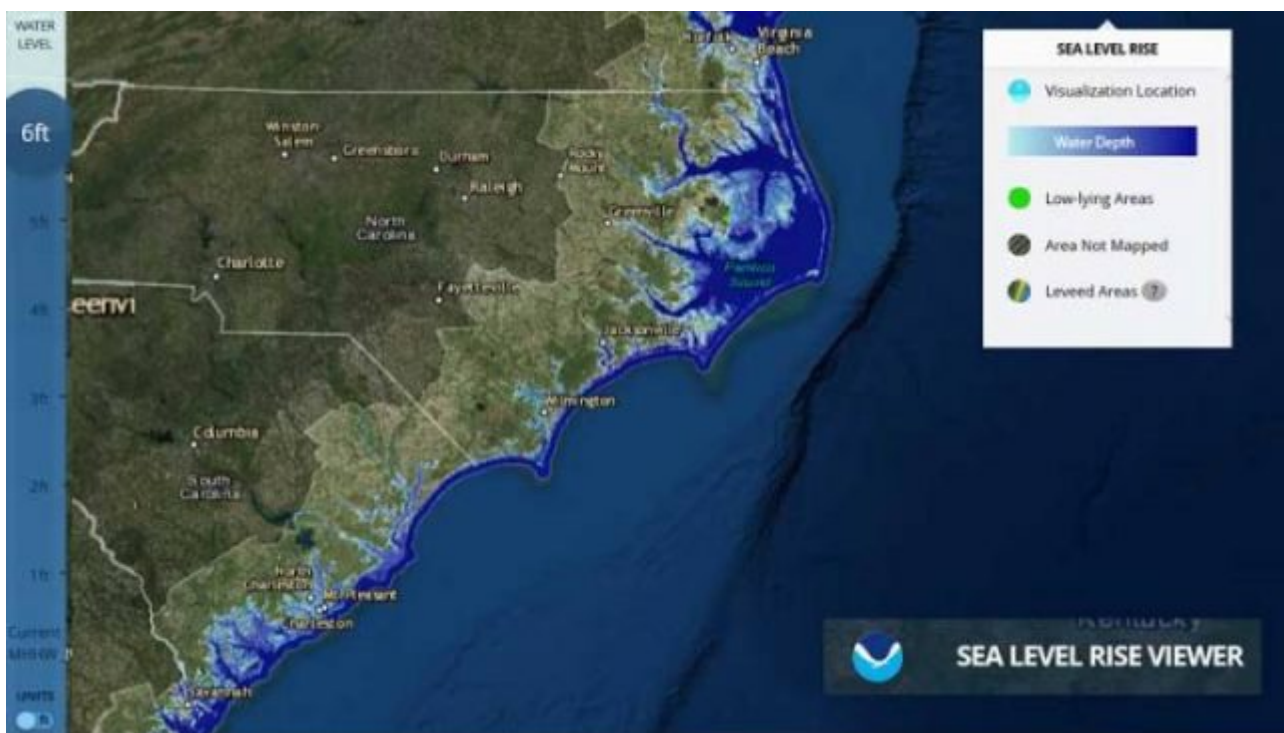 WATER
LEVEL
6ft
5ft
4ft
3ft
2ft
1ft
Current
MHHW
UNITS
ft
Norfolk
Virginia
Beach
Winston
Salem
Greensboro
Durham
Raleigh
Rocky
Mount
Greenville
North
Carolina
Charlotte
Fayetteville
Pamlico
Sound
Jacksonville
eenvi
Wilmington
Columbia
South
Carolina
North
Charleston
Mt. Pleasant
Charleston
Savannah
SEA LEVEL RISE
Visualization Location
Water Depth
Low-lying Areas
Area Not Mapped
Leveed Areas ?
Kentucky
SEA LEVEL RISE VIEWER